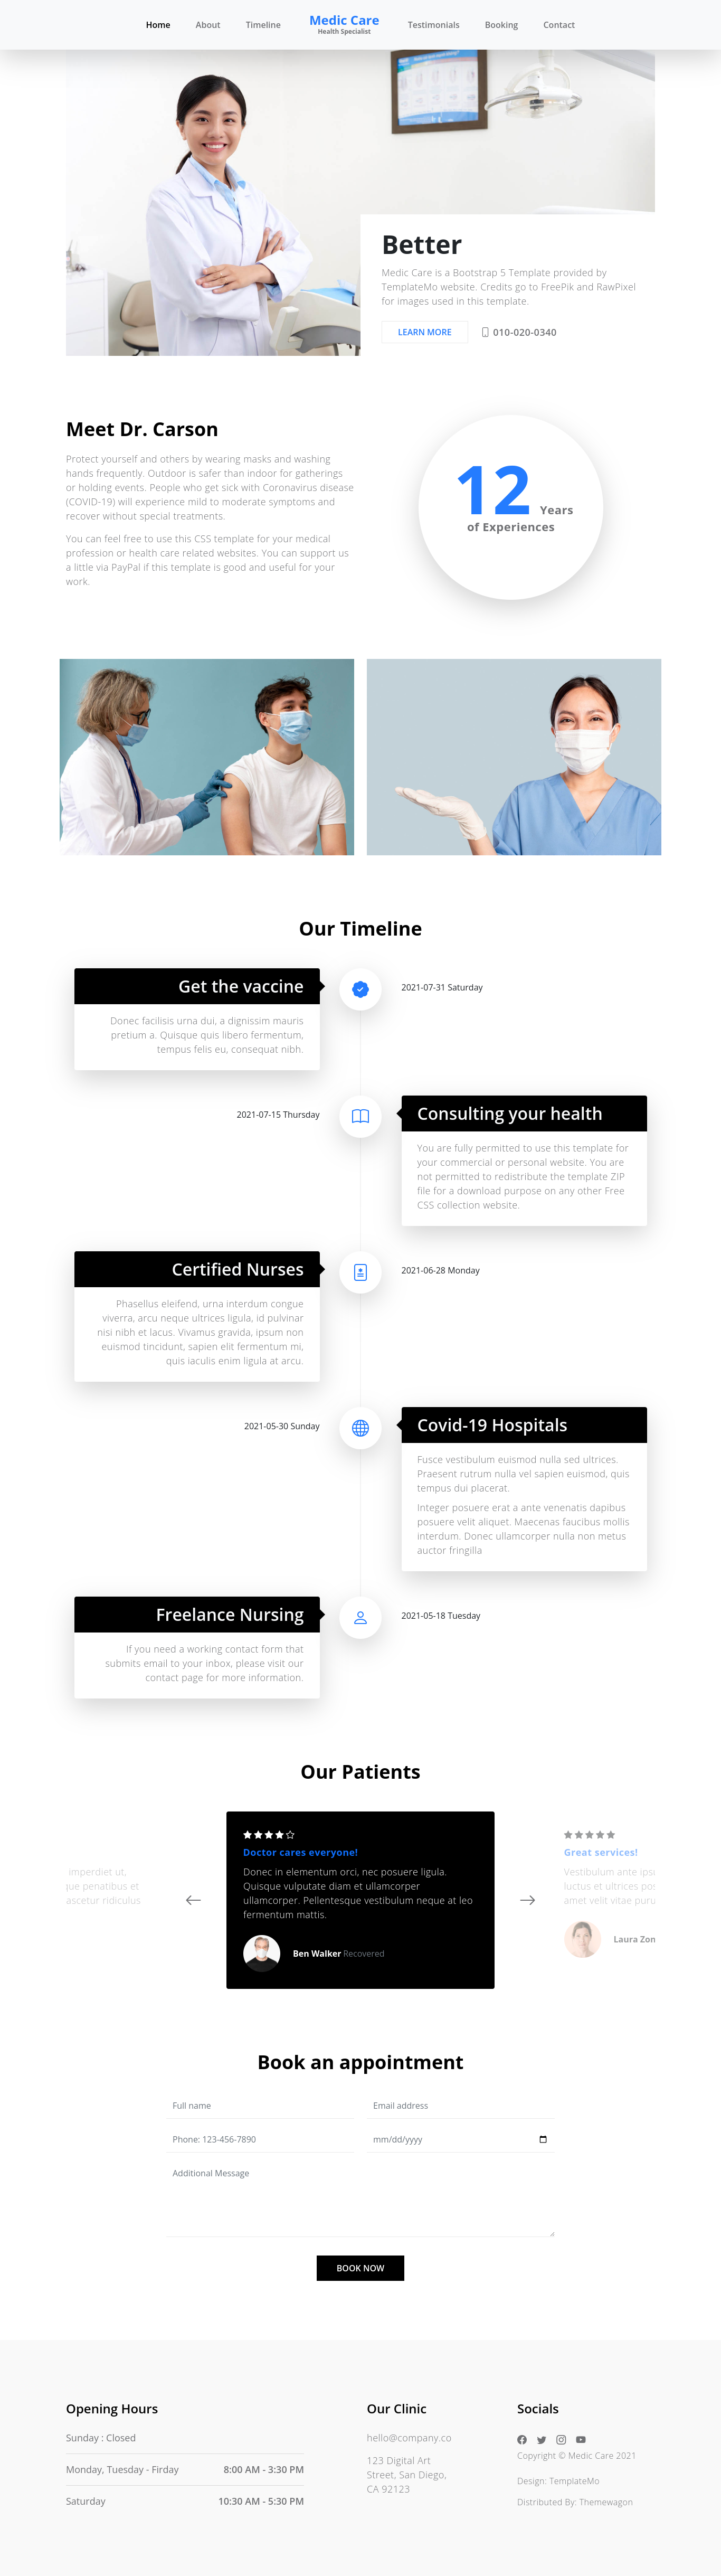 Home
About
Timeline
Medic Care
Health Specialist
Testimonials
Booking
Contact
Better
Medic Care is a Bootstrap 5 Template provided by
TemplateMo website. Credits go to FreePik and RawPixel
for images used in this template.
LEARN MORE
010-020-0340
Meet Dr. Carson
Protect yourself and others by wearing masks and washing
hands frequently. Outdoor is safer than indoor for gatherings
or holding events. People who get sick with Coronavirus disease
(COVID-19) will experience mild to moderate symptoms and
recover without special treatments.
You can feel free to use this CSS template for your medical
profession or health care related websites. You can support us
a little via PayPal if this template is good and useful for your
work.
12 Years
of Experiences
Our Timeline
Get the vaccine
Donec facilisis urna dui, a dignissim mauris
pretium a. Quisque quis libero fermentum,
tempus felis eu, consequat nibh.
2021-07-31 Saturday
2021-07-15 Thursday
Consulting your health
You are fully permitted to use this template for
your commercial or personal website. You are
not permitted to redistribute the template ZIP
file for a download purpose on any other Free
CSS collection website.
Certified Nurses
Phasellus eleifend, urna interdum congue
viverra, arcu neque ultrices ligula, id pulvinar
nisi nibh et lacus. Vivamus gravida, ipsum non
euismod tincidunt, sapien elit fermentum mi,
quis iaculis enim ligula at arcu.
2021-06-28 Monday
2021-05-30 Sunday
Covid-19 Hospitals
Fusce vestibulum euismod nulla sed ultrices.
Praesent rutrum nulla vel sapien euismod, quis
tempus dui placerat.
Integer posuere erat a ante venenatis dapibus
posuere velit aliquet. Maecenas faucibus mollis
interdum. Donec ullamcorper nulla non metus
auctor fringilla
Freelance Nursing
If you need a working contact form that
submits email to your inbox, please visit our
contact page for more information.
2021-05-18 Tuesday
Our Patients
imperdiet ut,
que penatibus et
ascetur ridiculus
Doctor cares everyone!
Donec in elementum orci, nec posuere ligula.
Quisque vulputate diam et ullamcorper
ullamcorper. Pellentesque vestibulum neque at leo
fermentum mattis.
Ben Walker Recovered
Great services!
Vestibulum ante ipsu
luctus et ultrices pos
amet velit vitae puru
Laura Zon
Book an appointment
Full name
Email address
Phone: 123-456-7890
mm/dd/yyyy
Additional Message
BOOK NOW
Opening Hours
Sunday : Closed
Monday, Tuesday - Firday
8:00 AM - 3:30 PM
Saturday
10:30 AM - 5:30 PM
Our Clinic
hello@company.co
123 Digital Art
Street, San Diego,
CA 92123
Socials
Copyright © Medic Care 2021
Design: TemplateMo
Distributed By: Themewagon